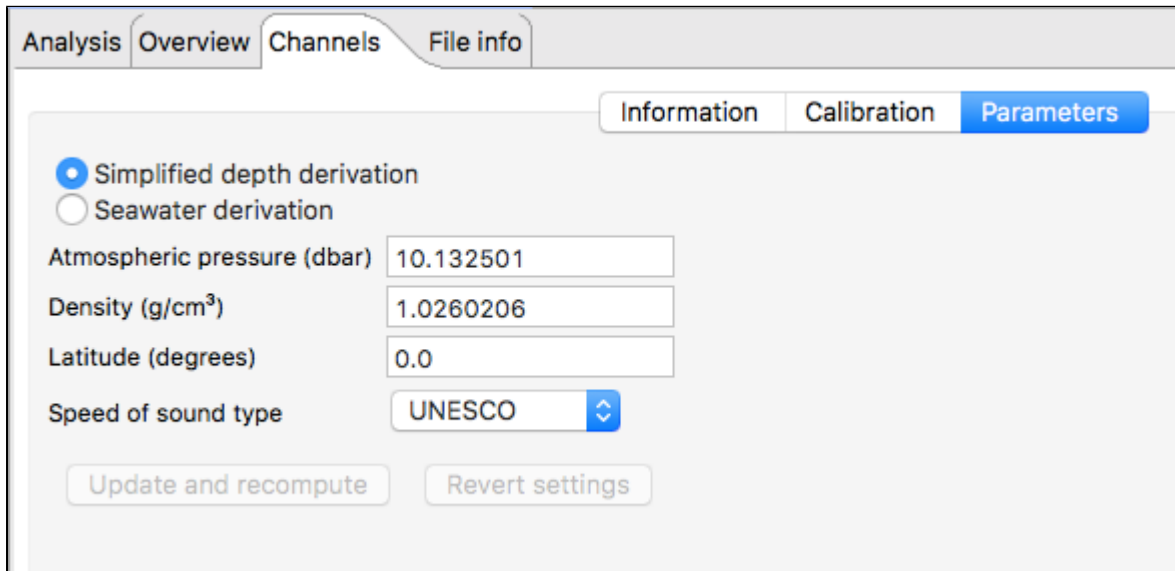 Analysis Overview Channels File info
Information Calibration Parameters
Simplified depth derivation
Seawater derivation
Atmospheric pressure (dbar) 10.132501
Density (g/cm³) 1.0260206
Latitude (degrees) 0.0
Speed of sound type UNESCO
Update and recompute Revert settings